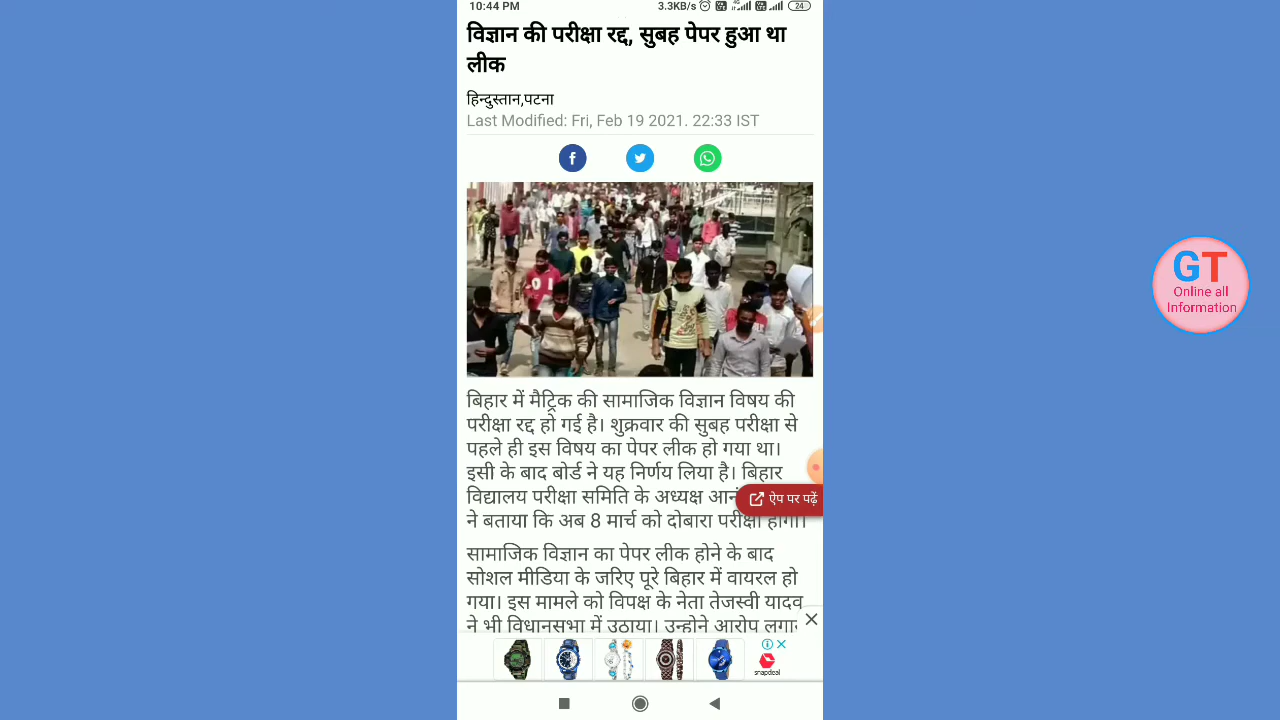 10:44 PM
3.3KB/s
4G
24
विज्ञान की परीक्षा रद्द, सुबह पेपर हुआ था
लीक
हिन्दुस्तान,पटना
Last Modified: Fri, Feb 19 2021. 22:33 IST
GT
Online all
Information
बिहार में मैट्रिक की सामाजिक विज्ञान विषय की
परीक्षा रद्द हो गई है। शुक्रवार की सुबह परीक्षा से
पहले ही इस विषय का पेपर लीक हो गया था।
इसी के बाद बोर्ड ने यह निर्णय लिया है। बिहार
विद्यालय परीक्षा समिति के अध्यक्ष
ऐप पर पढ़ें
ने बताया कि अब 8 मार्च को दोबारा परीक्षा होगी।
सामाजिक विज्ञान का पेपर लीक होने के बाद
सोशल मीडिया के जरिए पूरे बिहार में वायरल हो
गया। इस मामले को विपक्ष के नेता तेजस्वी यादव
ने भी विधानसभा में उठाया। उन्होने आरोप
snapdeal